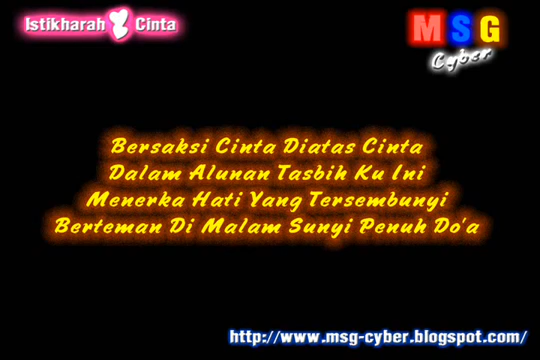 Istikharah Cinta
MSG
Cyber
Bersaksi Cinta Diatas Cinta
Dalam Alunan Tasbih Ku Ini
Menerka Hati Yang Tersembunyi
Berteman Di Malam Sunyi Penuh Do'a
http://www.msg-cyber.blogspot.com/